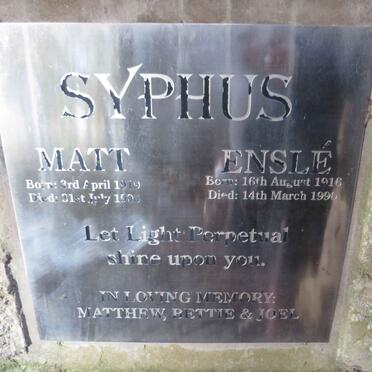 SYPHUS
MATT
Born: 3rd April
Died: 31st July
ENSLÉ
Born: 16th August 1916
Died: 14th March 1996
Let Light Perpetual
shine upon you.
IN LOVING MEMORY:
MATTHEW, BETTIE & JOEL